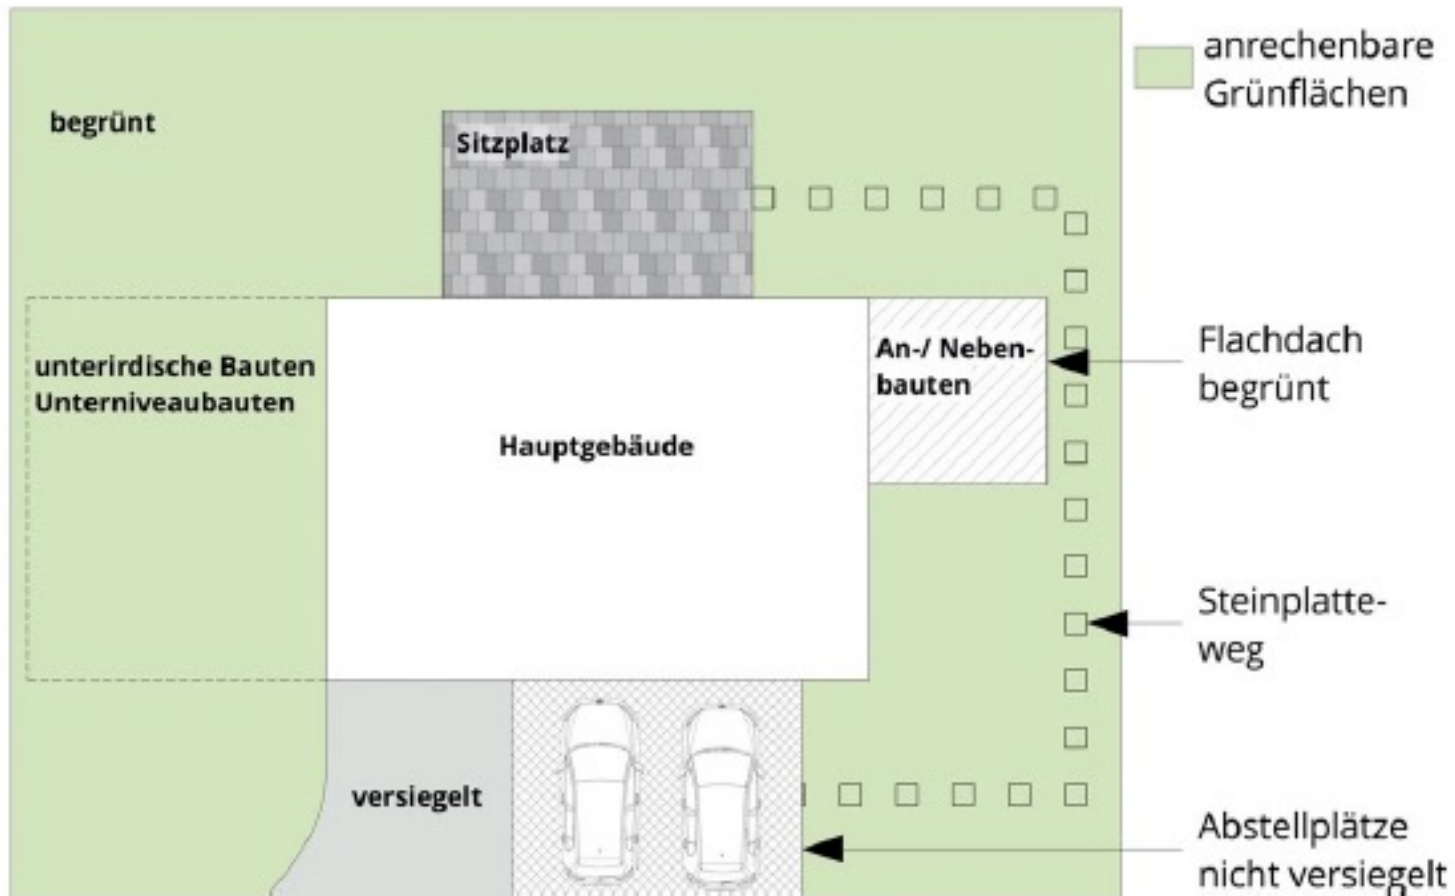 anrechenbare
Grünflächen
begrünt
Sitzplatz
unterirdische Bauten
Unterniveaubauten
Hauptgebäude
An-/ Neben-
bauten
Flachdach
begrünt
Steinplatte-
weg
versiegelt
Abstellplätze
nicht versiegelt